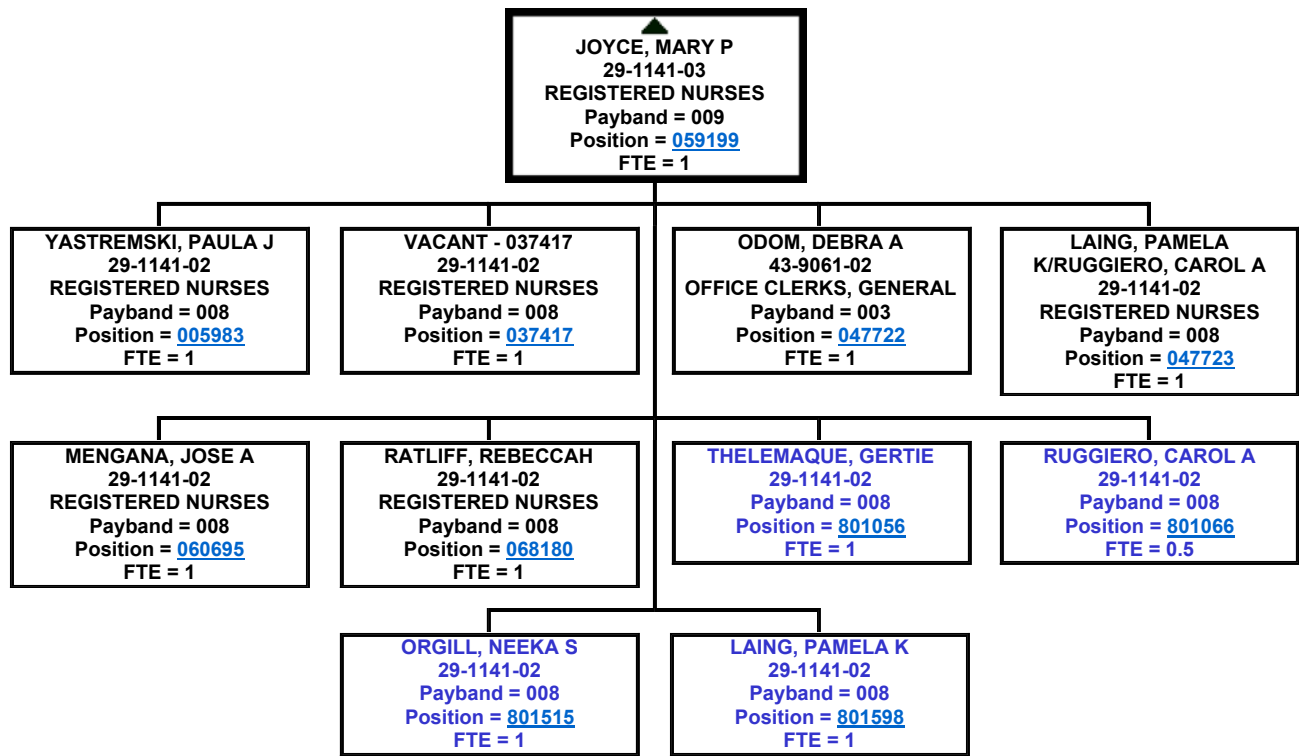 JOYCE, MARY P
29-1141-03
REGISTERED NURSES
Payband = 009
Position = 059199
FTE = 1
YASTREMSKI, PAULA J
29-1141-02
REGISTERED NURSES
Payband = 008
Position = 005983
FTE = 1
VACANT - 037417
29-1141-02
REGISTERED NURSES
Payband = 008
Position = 037417
FTE = 1
ODOM, DEBRA A
43-9061-02
OFFICE CLERKS, GENERAL
Payband = 003
Position = 047722
FTE = 1
LAING, PAMELA
K/RUGGIERO, CAROL A
29-1141-02
REGISTERED NURSES
Payband = 008
Position = 047723
FTE = 1
MENGANA, JOSE A
29-1141-02
REGISTERED NURSES
Payband = 008
Position = 060695
FTE = 1
RATLIFF, REBECCAH
29-1141-02
REGISTERED NURSES
Payband = 008
Position = 068180
FTE = 1
THELEMAQUE, GERTIE
29-1141-02
Payband = 008
Position = 801056
FTE = 1
RUGGIERO, CAROL A
29-1141-02
Payband = 008
Position = 801066
FTE = 0.5
ORGILL, NEEKA S
29-1141-02
Payband = 008
Position = 801515
FTE = 1
LAING, PAMELA K
29-1141-02
Payband = 008
Position = 801598
FTE = 1